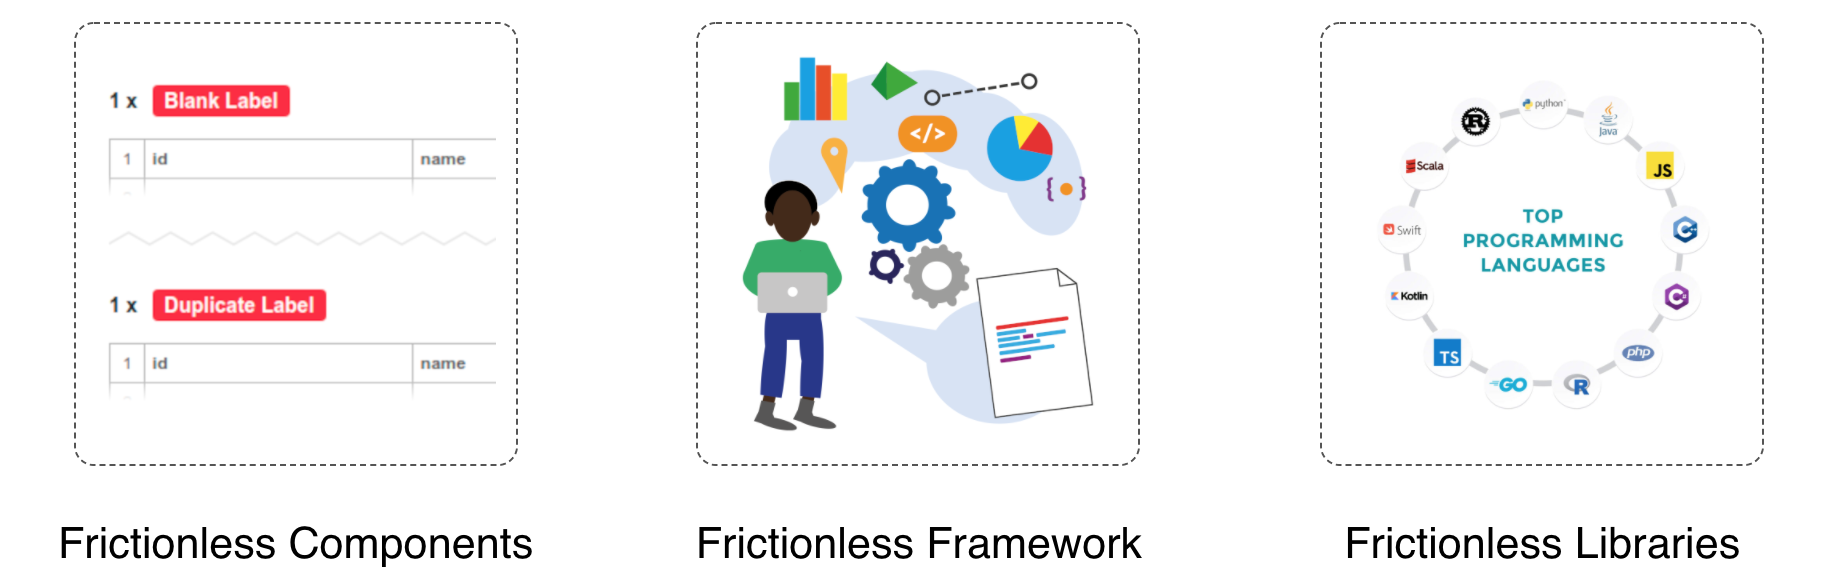 1 x Blank Label
1 id name
1 x Duplicate Label
1 id name
Frictionless Components
</>
{ }
Frictionless Framework
python
Java
JS
C++
C#
php
R
GO
TS
Kotlin
Swift
Scala
R
TOP
PROGRAMMING
LANGUAGES
Frictionless Libraries